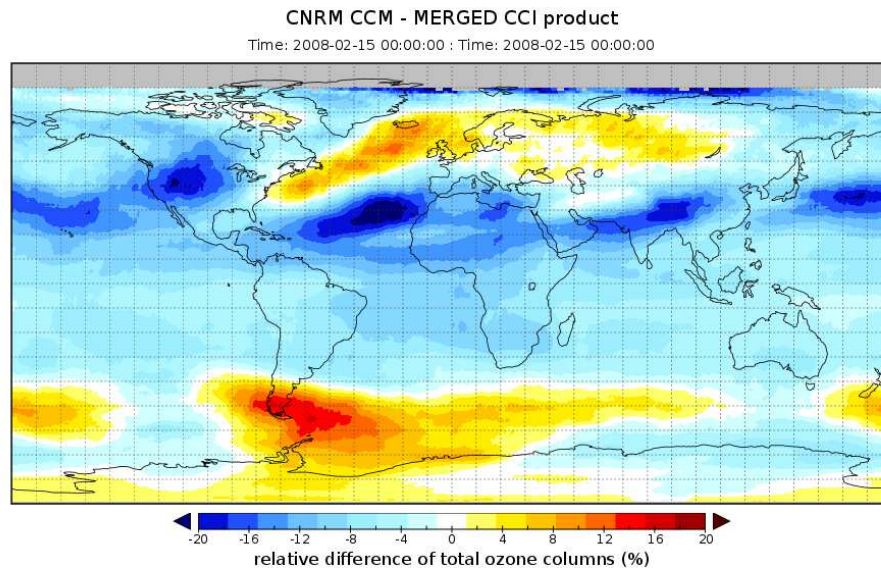 CNRM CCM - MERGED CCI product
Time: 2008-02-15 00:00:00 : Time: 2008-02-15 00:00:00
-20 -16 -12 -8 -4 0 4 8 12 16 20
relative difference of total ozone columns (%)